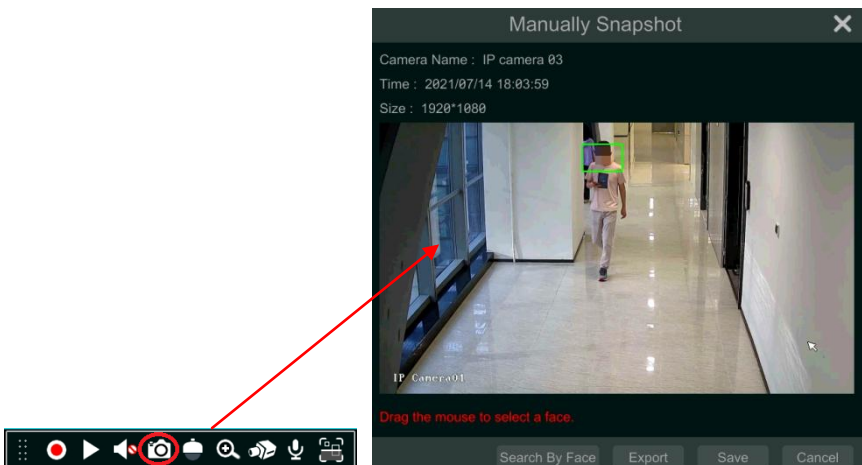 Manually Snapshot
Camera Name : IP camera 03
Time : 2021/07/14 18:03:59
Size : 1920*1080
IP Camera01
Drag the mouse to select a face.
Search By Face
Export
Save
Cancel